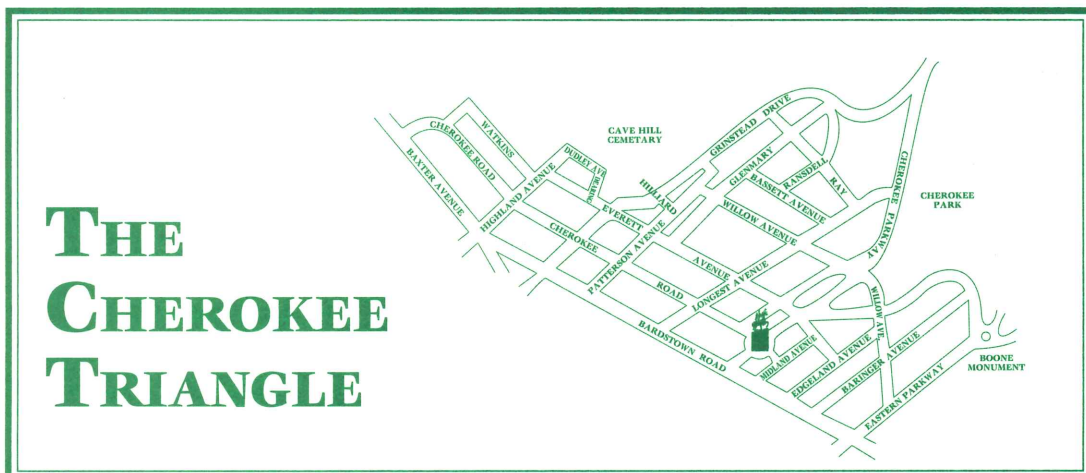 THE
CHEROKEE
TRIANGLE
CAVE HILL
CEMETARY
GRINSTEAD DRIVE
CHEROKEE ROAD
WATKINS
BAXTER AVENUE
HIGHLAND AVENUE
DUDLEY AVE
DEARING
EVERETT
HILLIARD
GLENMARY
RANSDELL
BASSETT AVENUE
RAY
CHEROKEE PARKWAY
CHEROKEE
PARK
WILLOW AVENUE
CHEROKEE
ROAD
PATTERSON AVENUE
EVERETT
AVENUE
LONGEST AVENUE
BARDSTOWN ROAD
MIDLAND AVENUE
EDGELAND AVENUE
WILLOW AVE.
BARINGER AVENUE
EASTERN PARKWAY
BOONE
MONUMENT